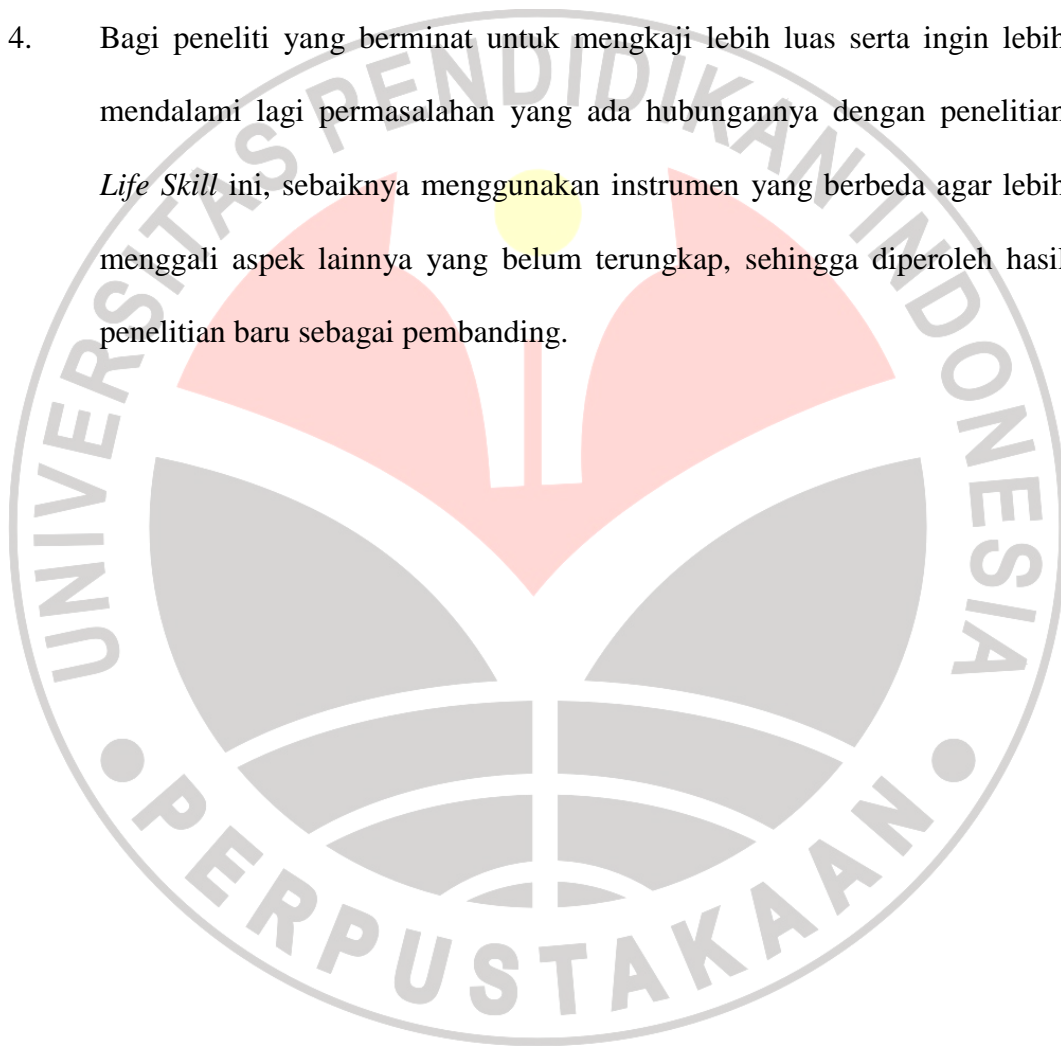 4. Bagi peneliti yang berminat untuk mengkaji lebih luas serta ingin lebih
mendalami lagi permasalahan yang ada hubungannya dengan penelitian
Life Skill ini, sebaiknya menggunakan instrumen yang berbeda agar lebih
menggali aspek lainnya yang belum terungkap, sehingga diperoleh hasil
penelitian baru sebagai pembanding.
UNIVERSITAS PENDIDIKAN INDONESIA
PERPUSTAKAAN